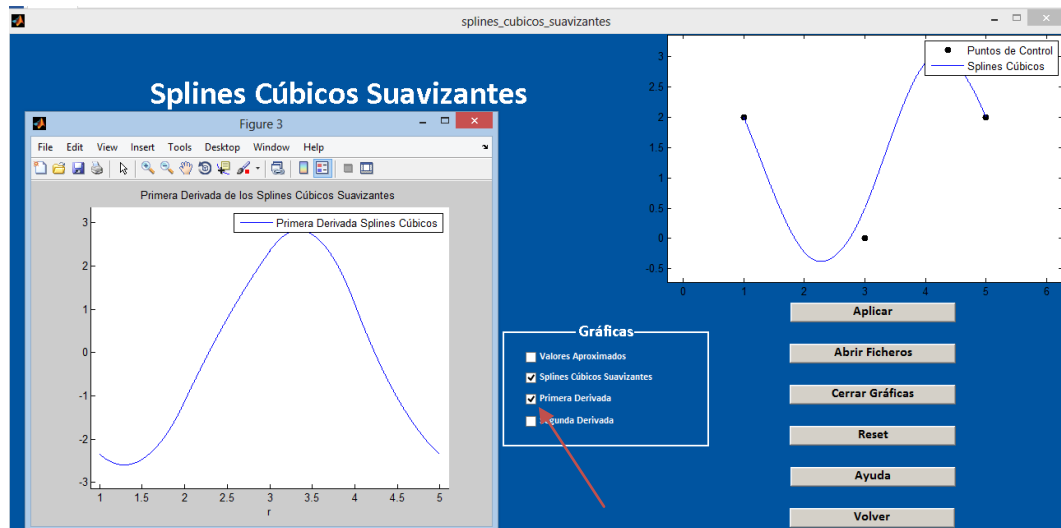 splines_cubicos_suavizantes
Splines Cúbicos Suavizantes
Figure 3
File Edit View Insert Tools Desktop Window Help
Primera Derivada de los Splines Cúbicos Suavizantes
Primera Derivada Splines Cúbicos
3
2
1
0
-1
-2
-3
1 1.5 2 2.5 3 3.5 4 4.5 5
r
Puntos de Control
Splines Cúbicos
3
2.5
2
1.5
1
0.5
0
-0.5
0 1 2 3 4 5 6
Gráficas
Valores Aproximados
Splines Cúbicos Suavizantes
Primera Derivada
Segunda Derivada
Aplicar
Abrir Ficheros
Cerrar Gráficas
Reset
Ayuda
Volver